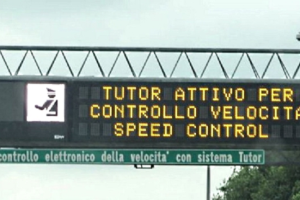 TUTOR ATTIVO PER
CONTROLLO VELOCITA
SPEED CONTROL
controllo elettronico della velocita' con sistema Tutor